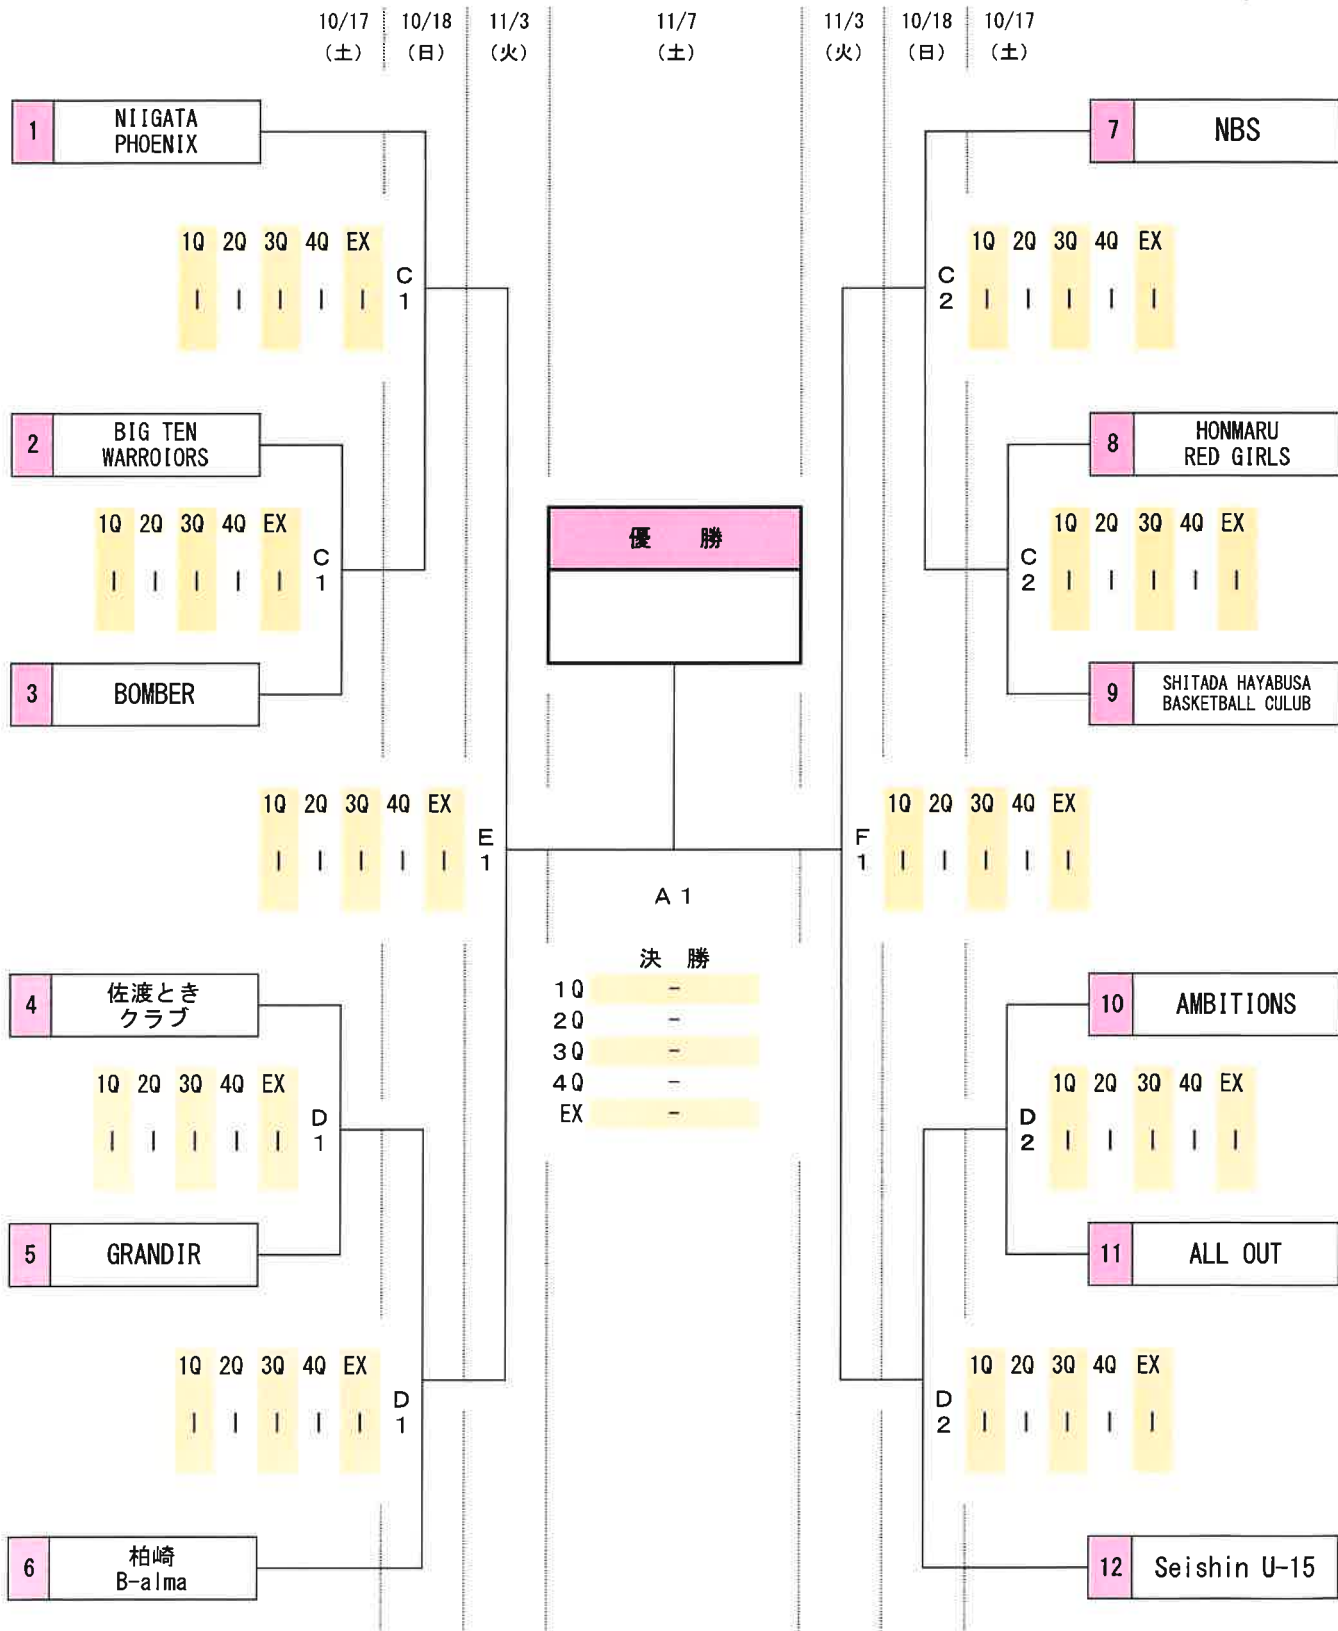 10/17 10/18 11/3 11/7 11/3 10/18 10/17
(土) (日) (火) (土) (火) (日) (土)
1 NIIGATA
PHOENIX
7 NBS
1Q 2Q 3Q 4Q EX
C
1
C
2
1Q 2Q 3Q 4Q EX
2 BIG TEN
WARROIORS
8 HONMARU
RED GIRLS
1Q 2Q 3Q 4Q EX
C
1
優 勝
C
2
1Q 2Q 3Q 4Q EX
3 BOMBER
9 SHITADA HAYABUSA
BASKETBALL CULUB
1Q 2Q 3Q 4Q EX
E
1
F
1
1Q 2Q 3Q 4Q EX
A 1
決 勝
1Q -
2Q -
3Q -
4Q -
EX -
4 佐渡とき
クラブ
10 AMBITIONS
1Q 2Q 3Q 4Q EX
D
1
D
2
1Q 2Q 3Q 4Q EX
5 GRANDIR
11 ALL OUT
1Q 2Q 3Q 4Q EX
D
1
D
2
1Q 2Q 3Q 4Q EX
6 柏崎
B-alma
12 Seishin U-15